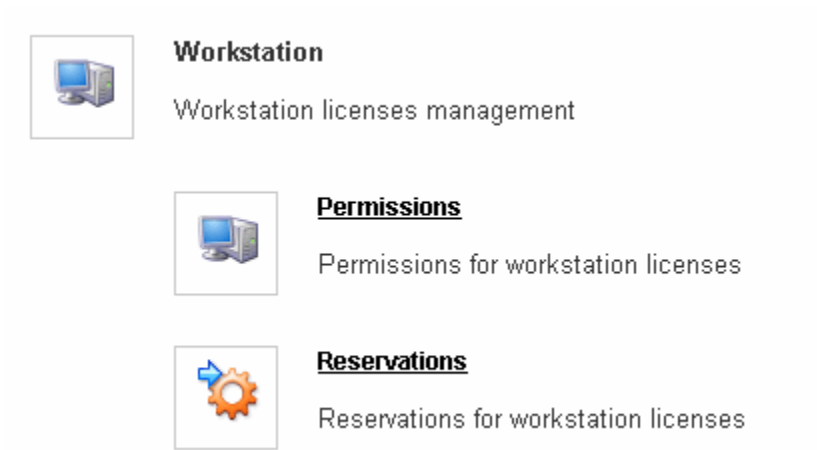 Workstation
Workstation licenses management
Permissions
Permissions for workstation licenses
Reservations
Reservations for workstation licenses